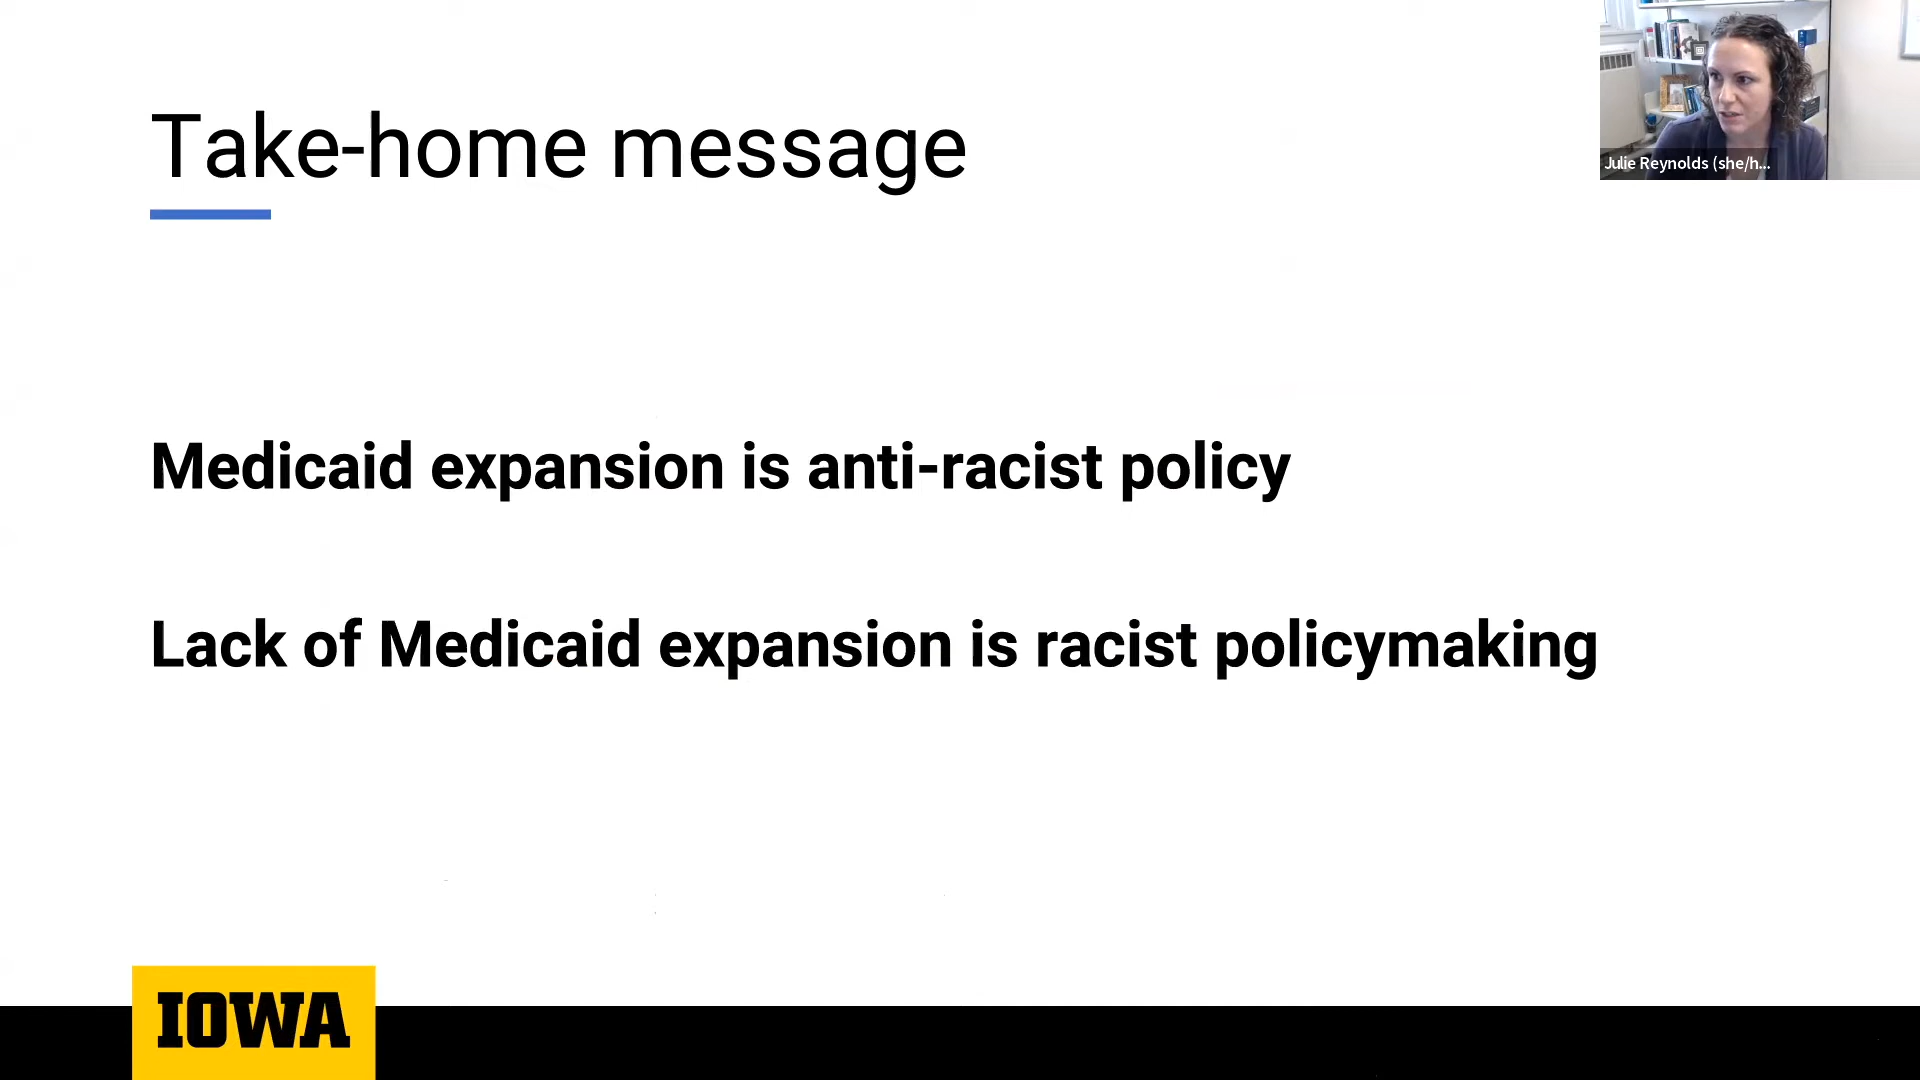 Take-home message
Julie Reynolds (she/h...
Medicaid expansion is anti-racist policy
Lack of Medicaid expansion is racist policymaking
IOWA